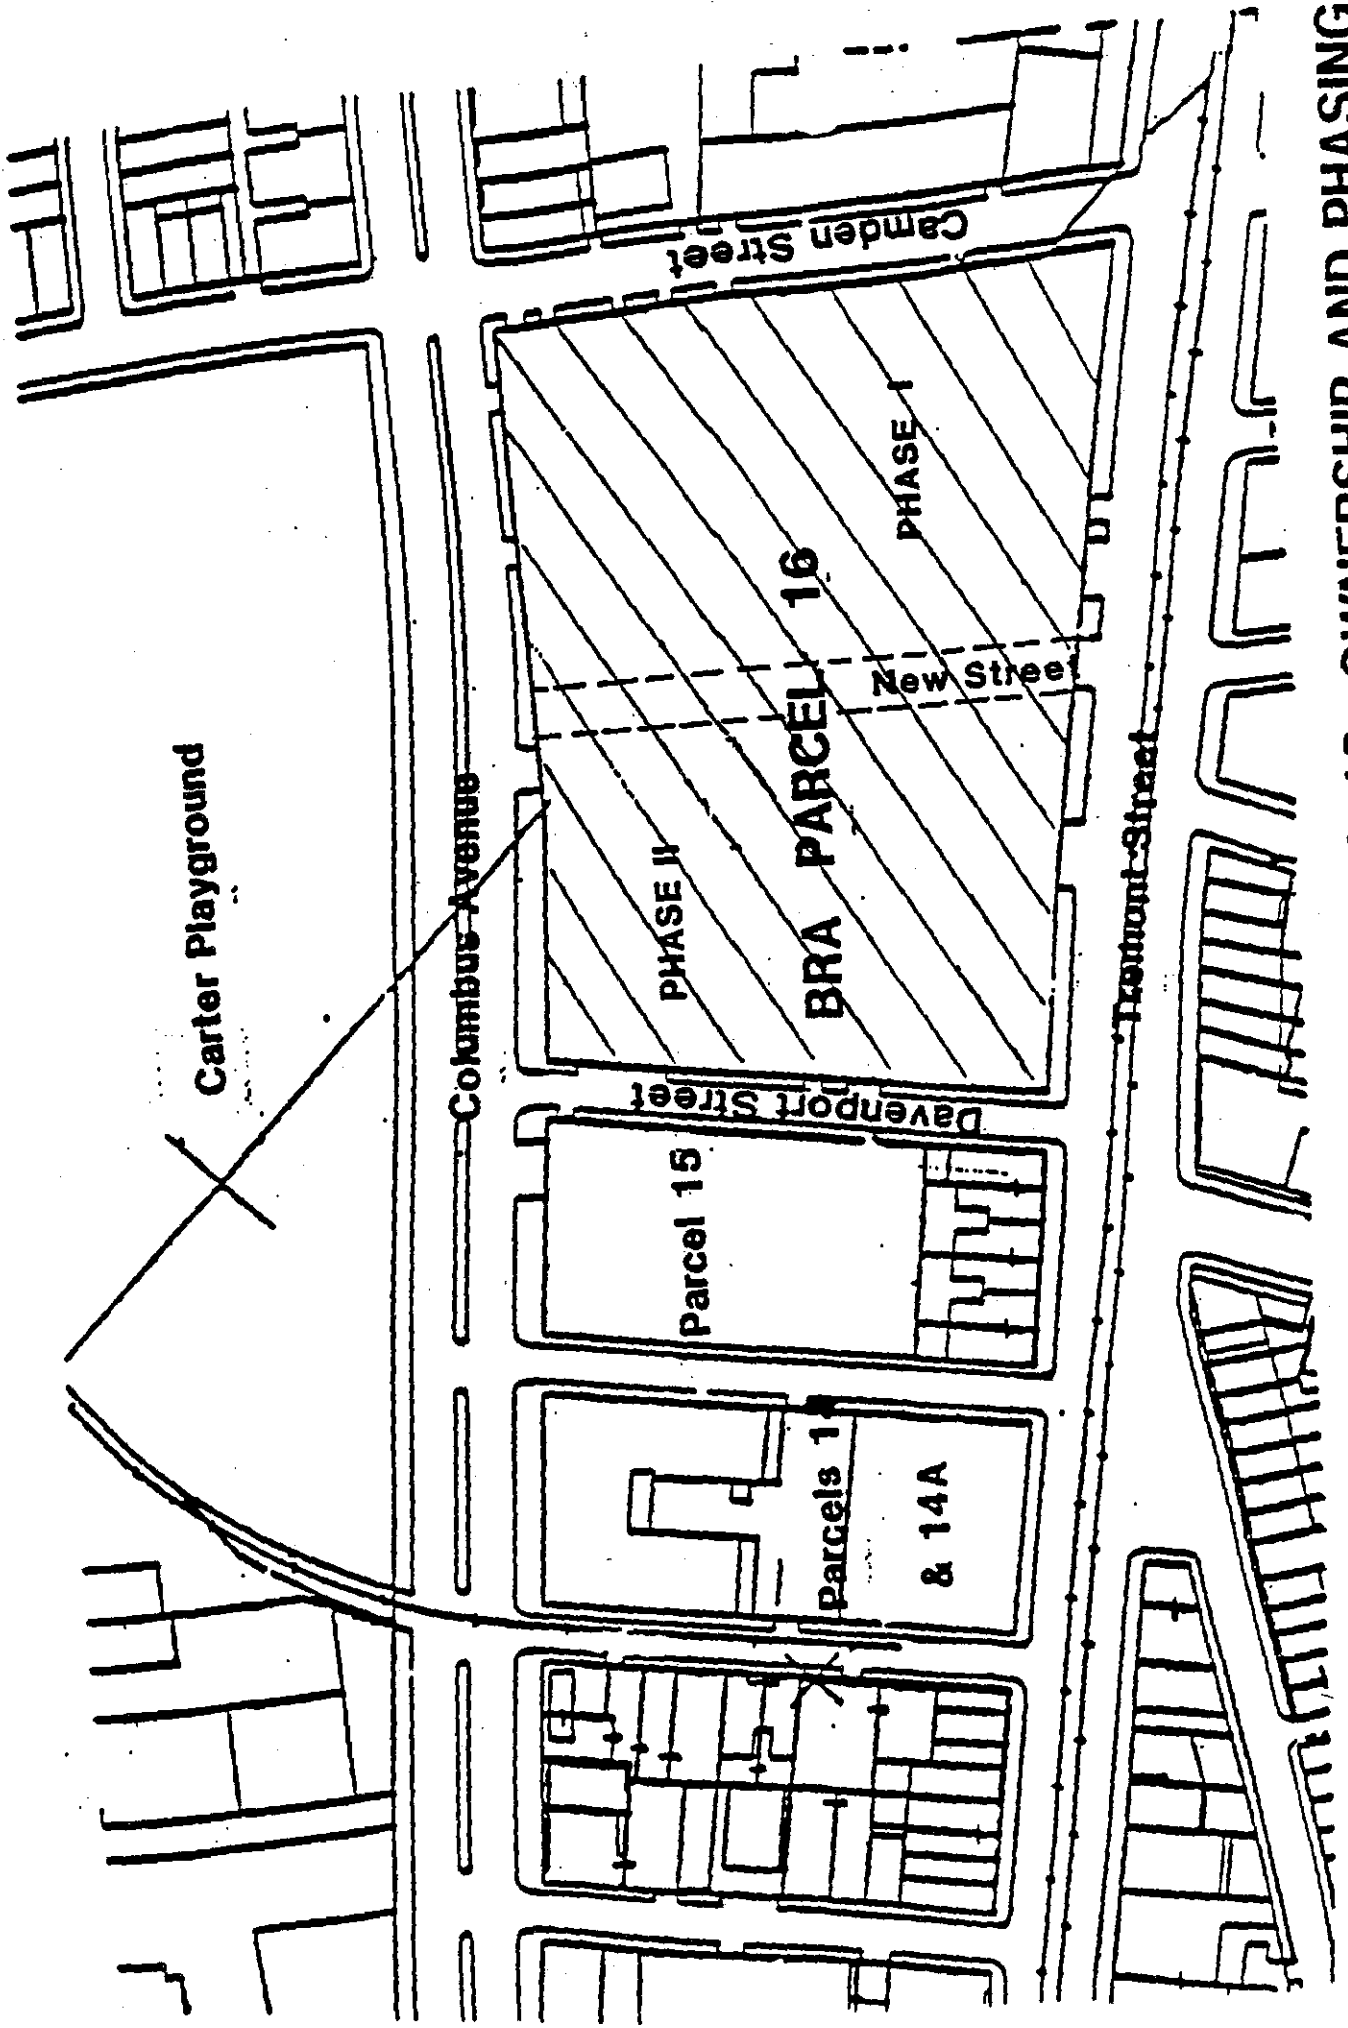 Carter Playground
Columbus Avenue
Camden Street
PHASE II
PHASE I
BRA PARCEL 16
New Street
Davenport Street
Parcel 15
Parcels 14
& 14A
Tremont Street
OWNERSHIP AND PHASING